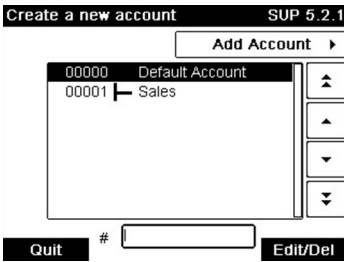 Create a new account SUP 5.2.1
Add Account
00000 Default Account
00001 Sales
#
Quit Edit/Del